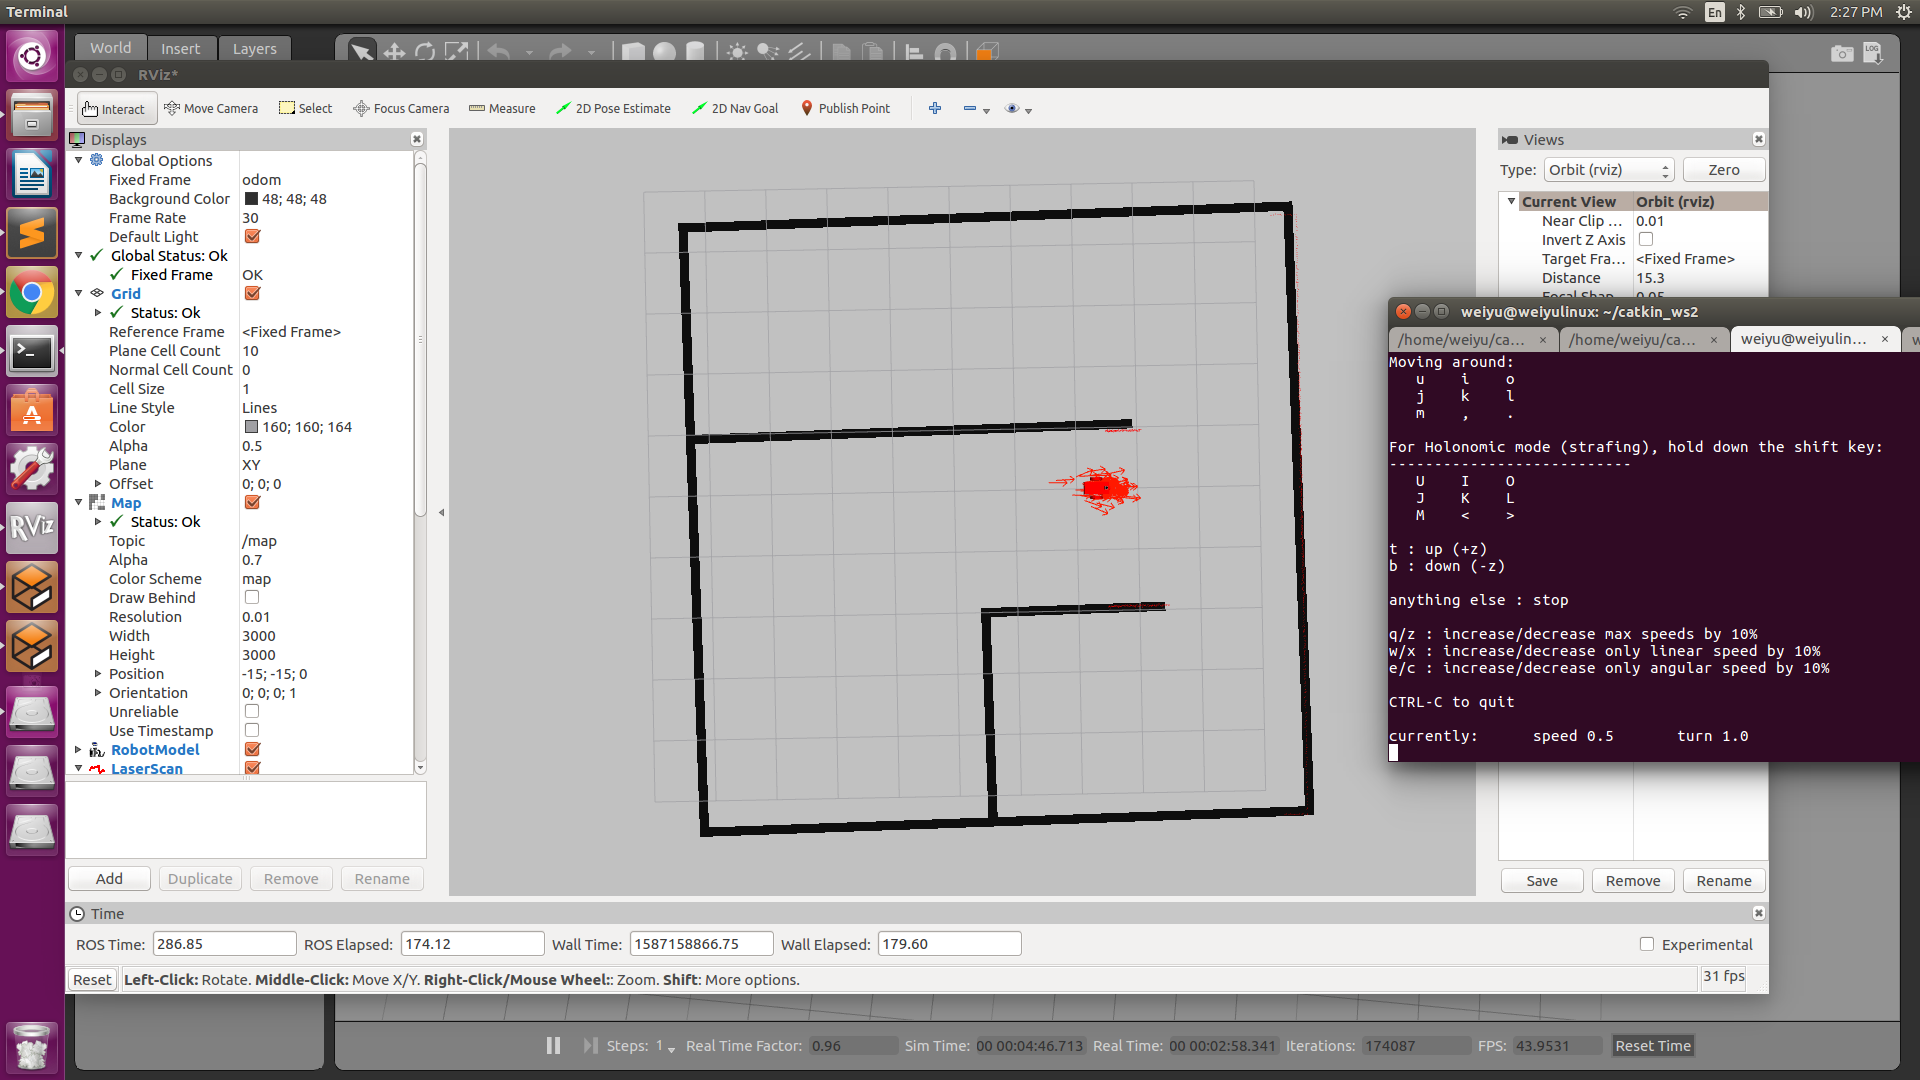 Terminal
En
2:27 PM
World
Insert
Layers
LOG
RViz*
Interact
Move Camera
Select
Focus Camera
Measure
2D Pose Estimate
2D Nav Goal
Publish Point
Displays
Global Options
Fixed Frame odom
Background Color 48; 48; 48
Frame Rate 30
Default Light
Global Status: Ok
Fixed Frame OK
Grid
Status: Ok
Reference Frame <Fixed Frame>
Plane Cell Count 10
Normal Cell Count 0
Cell Size 1
Line Style Lines
Color 160; 160; 164
Alpha 0.5
Plane XY
Offset 0; 0; 0
Map
Status: Ok
Topic /map
Alpha 0.7
Color Scheme map
Draw Behind
Resolution 0.01
Width 3000
Height 3000
Position -15; -15; 0
Orientation 0; 0; 0; 1
Unreliable
Use Timestamp
RobotModel
LaserScan
Add
Duplicate
Remove
Rename
RViz
Views
Type: Orbit (rviz)
Zero
Current View Orbit (rviz)
Near Clip ... 0.01
Invert Z Axis
Target Fra... <Fixed Frame>
Distance 15.3
weiyu@weiyulinux: ~/catkin_ws2
/home/weiyu/ca... ×
/home/weiyu/ca... ×
weiyu@weiyulin... ×
Moving around:
u i o
j k l
m , .
For Holonomic mode (strafing), hold down the shift key:
---------------------------
U I O
J K L
M < >
t : up (+z)
b : down (-z)
anything else : stop
q/z : increase/decrease max speeds by 10%
w/x : increase/decrease only linear speed by 10%
e/c : increase/decrease only angular speed by 10%
CTRL-C to quit
currently: speed 0.5 turn 1.0
Save
Remove
Rename
Time
ROS Time: 286.85
ROS Elapsed: 174.12
Wall Time: 1587158866.75
Wall Elapsed: 179.60
Experimental
Reset
Left-Click: Rotate. Middle-Click: Move X/Y. Right-Click/Mouse Wheel:: Zoom. Shift: More options.
31 fps
Steps: 1
Real Time Factor: 0.96
Sim Time: 00 00:04:46.713
Real Time: 00 00:02:58.341
Iterations: 174087
FPS: 43.9531
Reset Time